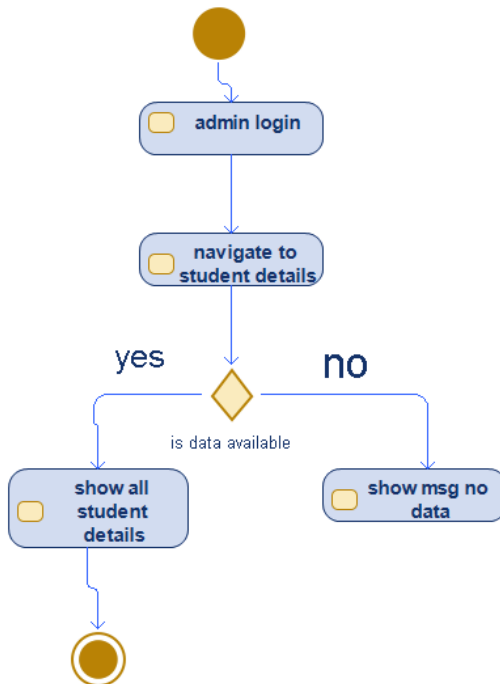 admin login
navigate to
student details
yes
no
is data available
show all
student
details
show msg no
data